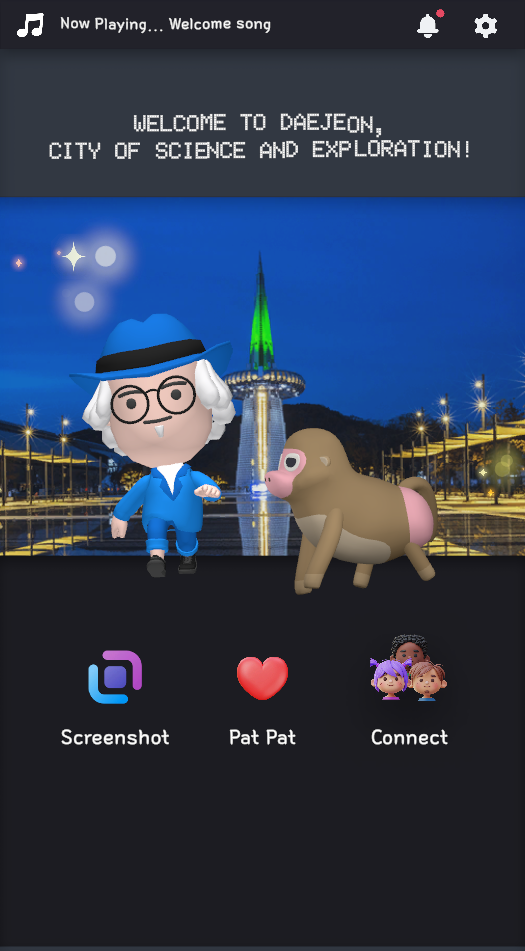 Now Playing... Welcome song
WELCOME TO DAEJEON,
CITY OF SCIENCE AND EXPLORATION!
Screenshot
Pat Pat
Connect